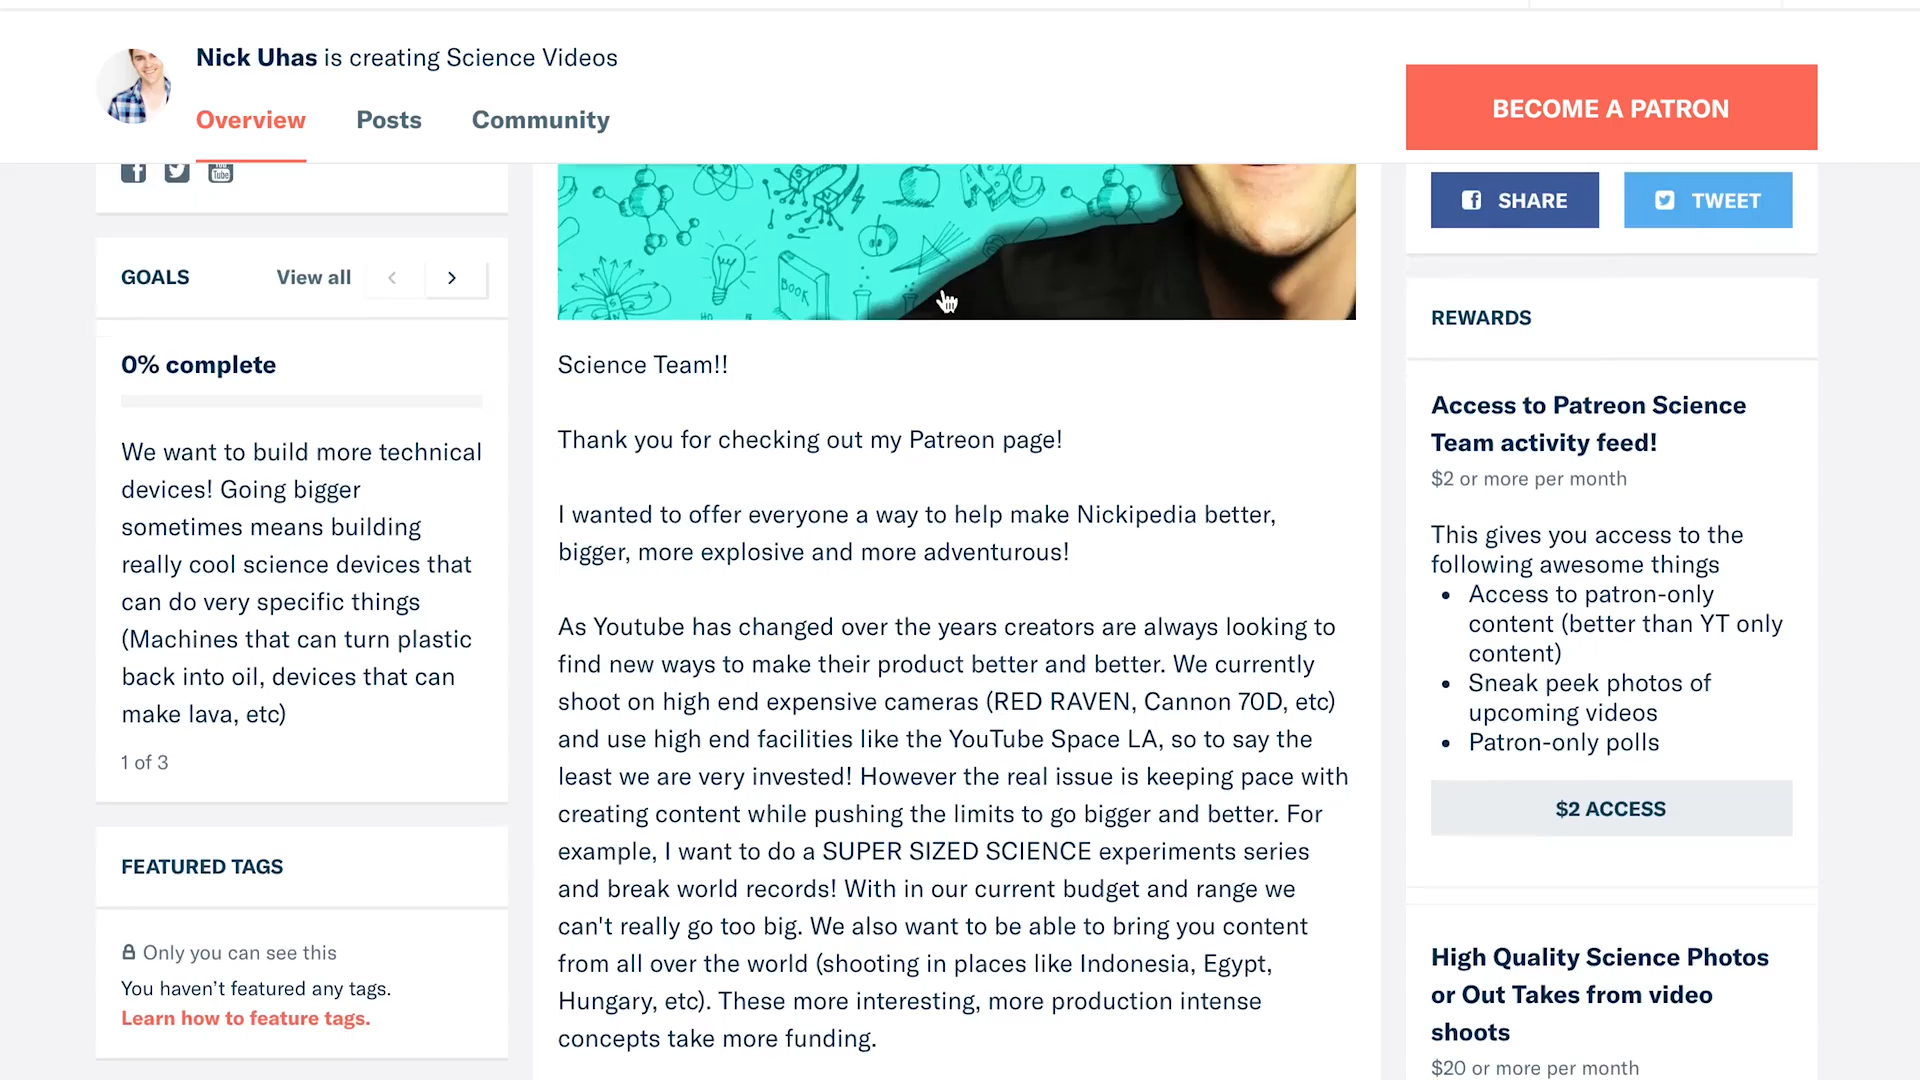 Nick Uhas is creating Science Videos
Overview
Posts
Community
BECOME A PATRON
You
Tube
SHARE
TWEET
GOALS
View all
0% complete
We want to build more technical
devices! Going bigger
sometimes means building
really cool science devices that
can do very specific things
(Machines that can turn plastic
back into oil, devices that can
make lava, etc)
1 of 3
FEATURED TAGS
Only you can see this
You haven't featured any tags.
Learn how to feature tags.
ABC
BOOK
S
N
Science Team!!
Thank you for checking out my Patreon page!
I wanted to offer everyone a way to help make Nickipedia better,
bigger, more explosive and more adventurous!
As Youtube has changed over the years creators are always looking to
find new ways to make their product better and better. We currently
shoot on high end expensive cameras (RED RAVEN, Cannon 70D, etc)
and use high end facilities like the YouTube Space LA, so to say the
least we are very invested! However the real issue is keeping pace with
creating content while pushing the limits to go bigger and better. For
example, I want to do a SUPER SIZED SCIENCE experiments series
and break world records! With in our current budget and range we
can't really go too big. We also want to be able to bring you content
from all over the world (shooting in places like Indonesia, Egypt,
Hungary, etc). These more interesting, more production intense
concepts take more funding.
REWARDS
Access to Patreon Science
Team activity feed!
$2 or more per month
This gives you access to the
following awesome things
• Access to patron-only
content (better than YT only
content)
• Sneak peek photos of
upcoming videos
• Patron-only polls
$2 ACCESS
High Quality Science Photos
or Out Takes from video
shoots
$20 or more per month